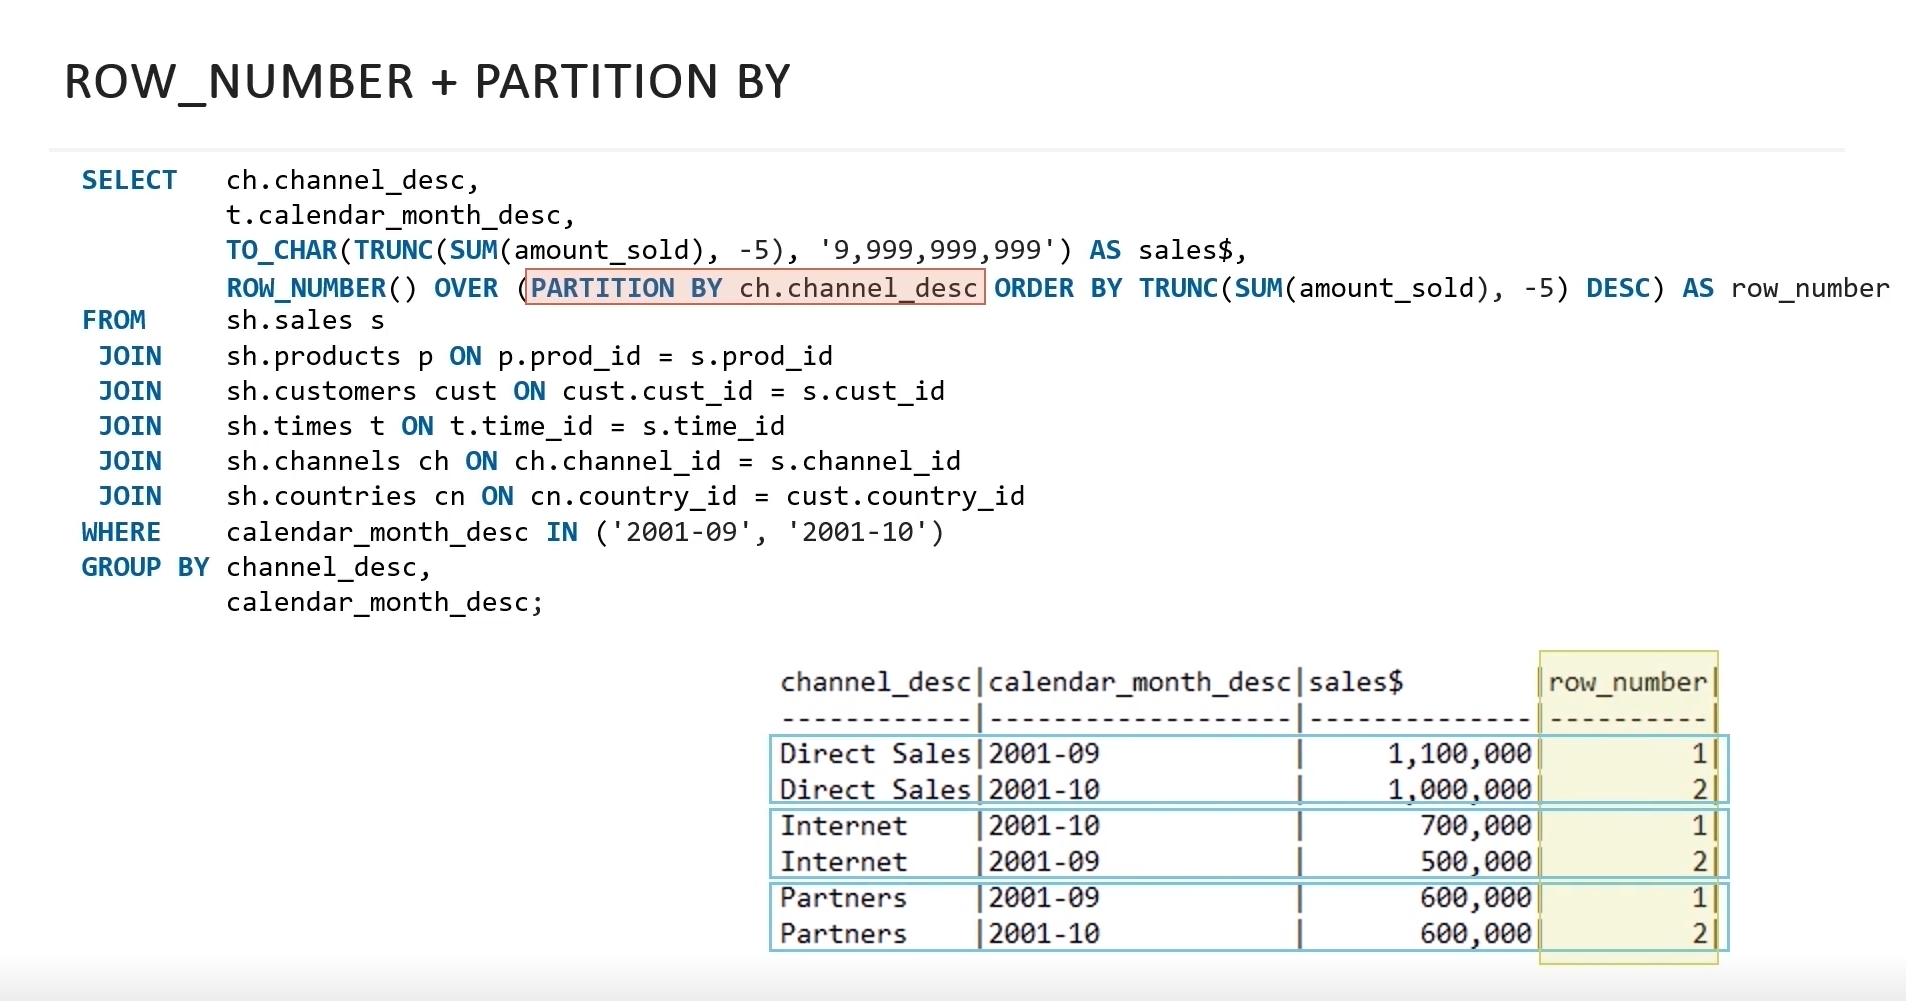 ROW_NUMBER + PARTITION BY
SELECT ch.channel_desc,
t.calendar_month_desc,
TO_CHAR(TRUNC(SUM(amount_sold), -5), '9,999,999,999') AS sales$,
ROW_NUMBER() OVER (PARTITION BY ch.channel_desc ORDER BY TRUNC(SUM(amount_sold), -5) DESC) AS row_number
FROM sh.sales s
JOIN sh.products p ON p.prod_id = s.prod_id
JOIN sh.customers cust ON cust.cust_id = s.cust_id
JOIN sh.times t ON t.time_id = s.time_id
JOIN sh.channels ch ON ch.channel_id = s.channel_id
JOIN sh.countries cn ON cn.country_id = cust.country_id
WHERE calendar_month_desc IN ('2001-09', '2001-10')
GROUP BY channel_desc,
calendar_month_desc;
channel_desc|calendar_month_desc|sales$ |row_number|
------------|-------------------|--------------|----------|
Direct Sales|2001-09 | 1,100,000| 1|
Direct Sales|2001-10 | 1,000,000| 2|
Internet |2001-10 | 700,000| 1|
Internet |2001-09 | 500,000| 2|
Partners |2001-09 | 600,000| 1|
Partners |2001-10 | 600,000| 2|